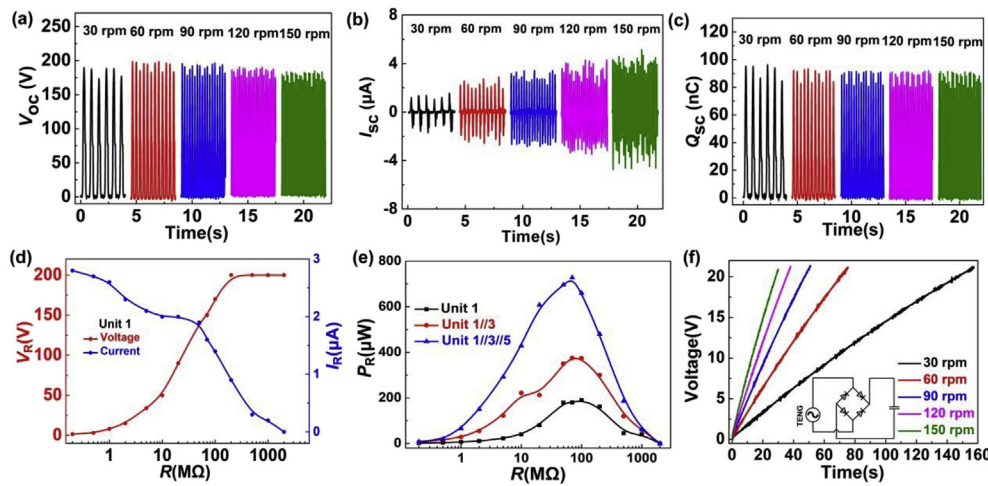 (a)
30 rpm 60 rpm 90 rpm 120 rpm 150 rpm
250
200
150
100
50
0
V_OC (V)
0 5 10 15 20
Time(s)
(b)
30 rpm 60 rpm 90 rpm 120 rpm 150 rpm
8
4
0
-4
-8
I_SC (μA)
0 5 10 15 20
Time(s)
(c)
30 rpm 60 rpm 90 rpm 120 rpm 150 rpm
120
100
80
60
40
20
0
Q_SC (nC)
0 5 10 15 20
Time(s)
(d)
200
150
100
50
0
V_R(V)
Unit 1
Voltage
Current
3
2
1
0
I_R(μA)
1 10 100 1000
R(MΩ)
(e)
800
600
400
200
0
P_R(μW)
Unit 1
Unit 1//3
Unit 1//3//5
1 10 100 1000
R(MΩ)
(f)
20
15
10
5
0
Voltage(V)
TENG
30 rpm
60 rpm
90 rpm
120 rpm
150 rpm
0 20 40 60 80 100 120 140 160
Time(s)